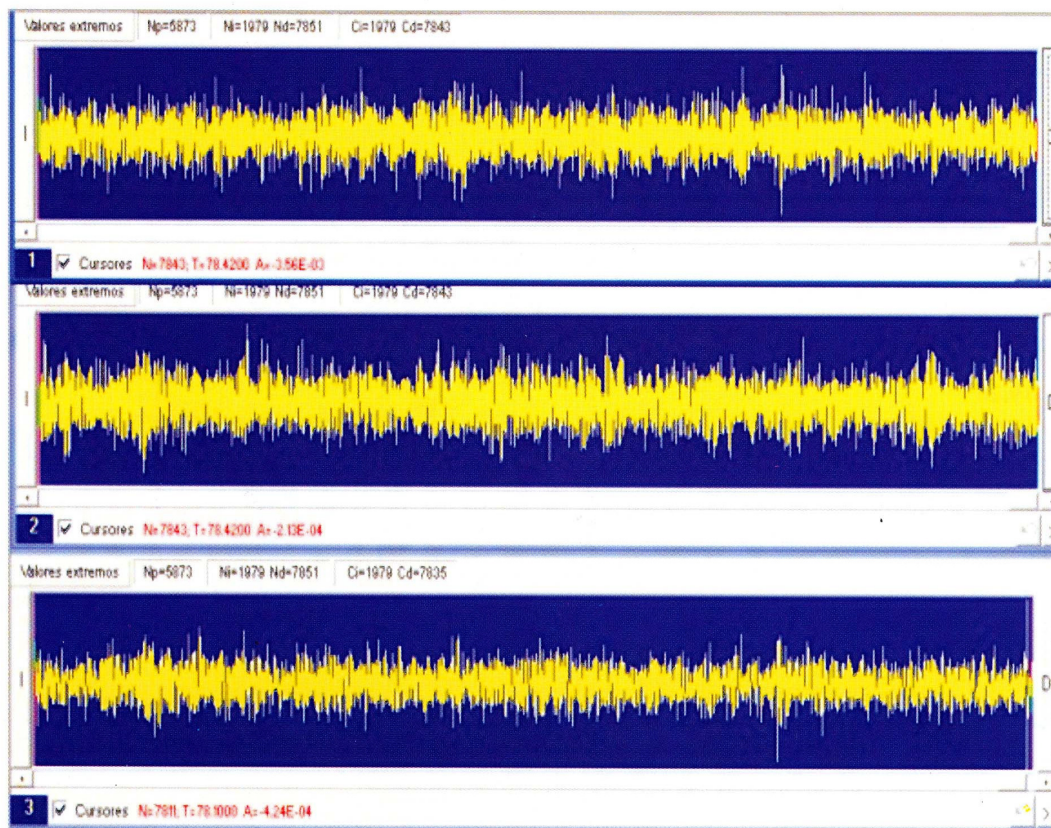 Valores extremos Np=5873 Ni=1979 Nd=7851 Ci=1979 Cd=7843
I
1 Cursores N=7843; T=78.4200 A=-3.56E-03
Valores extremos Np=5873 Ni=1979 Nd=7851 Ci=1979 Cd=7843
I
2 Cursores N=7843; T=78.4200 A=-2.13E-04
Valores extremos Np=5873 Ni=1979 Nd=7851 Ci=1979 Cd=7835
I D
3 Cursores N=7811; T=78.1000 A=-4.24E-04